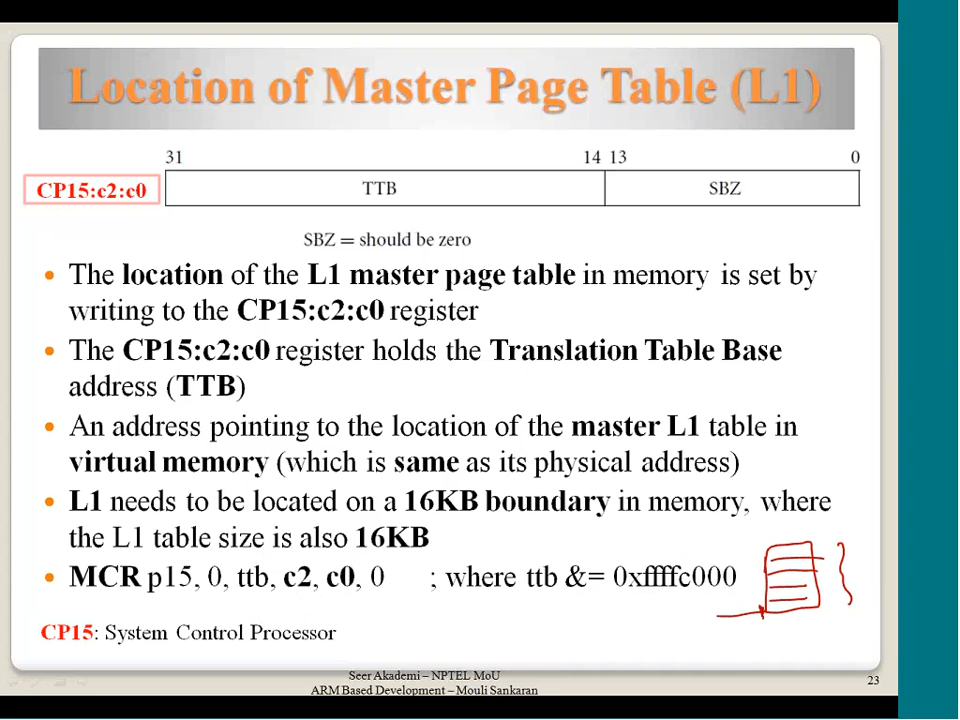 Location of Master Page Table (L1)
31 14 13 0
CP15:c2:c0 TTB SBZ
SBZ = should be zero
• The location of the L1 master page table in memory is set by
writing to the CP15:c2:c0 register
• The CP15:c2:c0 register holds the Translation Table Base
address (TTB)
• An address pointing to the location of the master L1 table in
virtual memory (which is same as its physical address)
• L1 needs to be located on a 16KB boundary in memory, where
the L1 table size is also 16KB
• MCR p15, 0, ttb, c2, c0, 0 ; where ttb &= 0xffffc000
CP15: System Control Processor
Seer Akademi – NPTEL MoU
ARM Based Development – Mouli Sankaran
23